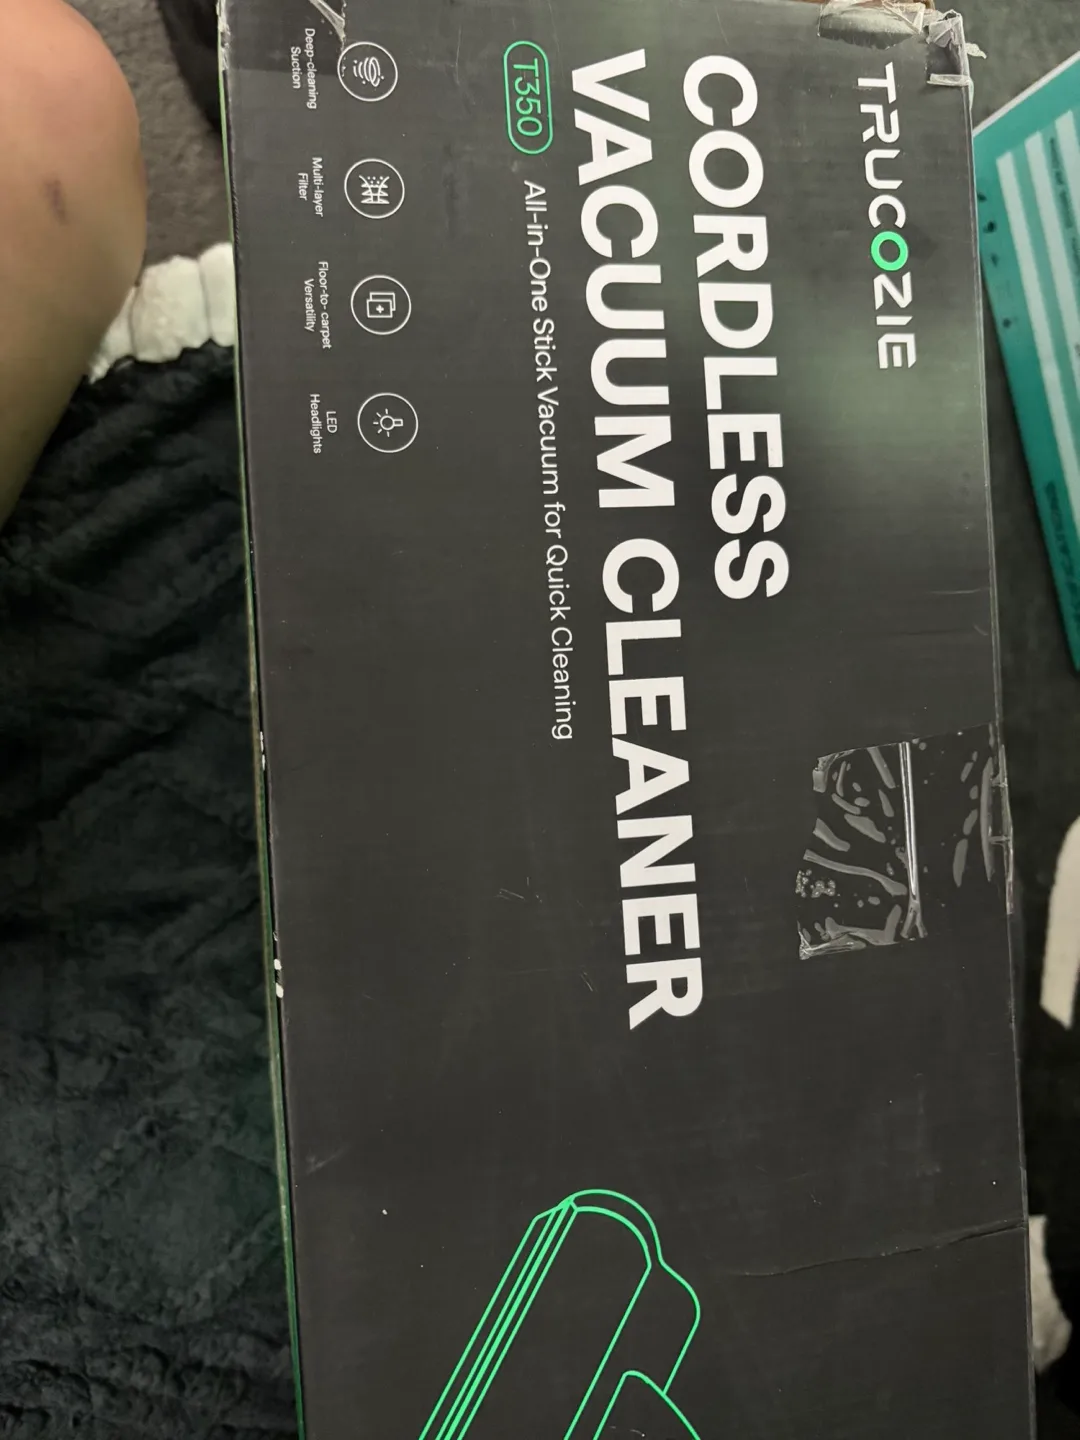 TRUCOZIE
CORDLESS
VACUUM CLEANER
T350 All-in-One Stick Vacuum for Quick Cleaning
Deep-cleaning
Suction
Multi-layer
Filter
Floor-to- carpet
Versatility
LED
Headlights